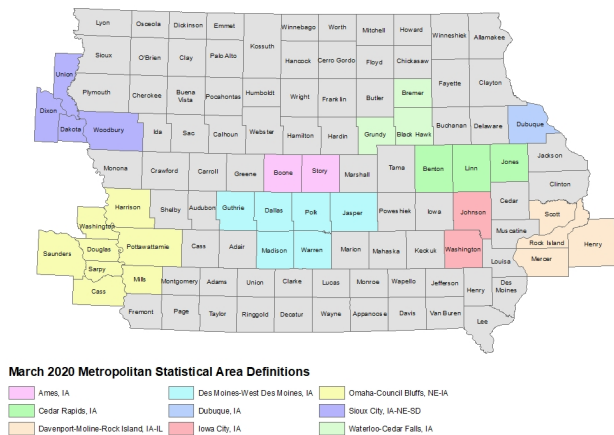 Lyon Osceola Dickinson Emmet Winnebago Worth Mitchell Howard Winneshiek Allamakee
Kossuth
Sioux O'Brien Clay Palo Alto Hancock Cerro Gordo Floyd Chickasaw
Union
Plymouth Cherokee Buena Vista Pocahontas Humboldt Wright Franklin Butler Bremer Fayette Clayton
Dixon Dakota Woodbury Ida Sac Calhoun Webster Hamilton Hardin Grundy Black Hawk Buchanan Delaware Dubuque
Monona Crawford Carroll Greene Boone Story Marshall Tama Benton Linn Jones Jackson
Clinton
Harrison Shelby Audubon Guthrie Dallas Polk Jasper Poweshiek Iowa Johnson Cedar Scott
Washington
Saunders Douglas Pottawattamie Cass Adair Madison Warren Marion Mahaska Keokuk Washington Muscatine Rock Island Henry
Sarpy Mercer
Louisa
Cass Mills Montgomery Adams Union Clarke Lucas Monroe Wapello Jefferson Henry Des Moines
Fremont Page Taylor Ringgold Decatur Wayne Appanoose Davis Van Buren Lee
March 2020 Metropolitan Statistical Area Definitions
Ames, IA Des Moines-West Des Moines, IA Omaha-Council Bluffs, NE-IA
Cedar Rapids, IA Dubuque, IA Sioux City, IA-NE-SD
Davenport-Moline-Rock Island, IA-IL Iowa City, IA Waterloo-Cedar Falls, IA